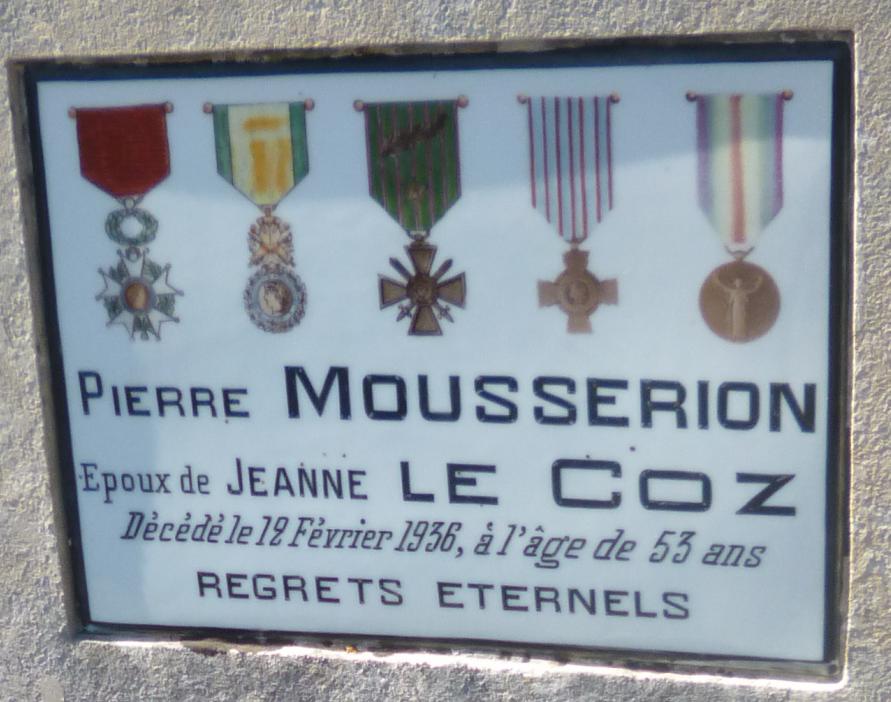 PIERRE MOUSSERION
Epoux de JEANNE LE COZ
Décédé le 12 Février 1936, à l'âge de 53 ans
REGRETS ETERNELS